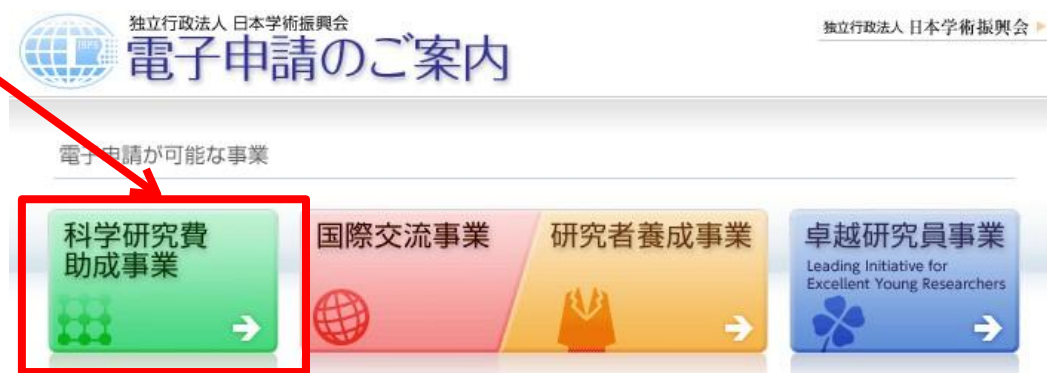 独立行政法人 日本学術振興会
電子申請のご案内
独立行政法人 日本学術振興会
JSPS
電子申請が可能な事業
科学研究費
助成事業
国際交流事業
研究者養成事業
卓越研究員事業
Leading Initiative for
Excellent Young Researchers